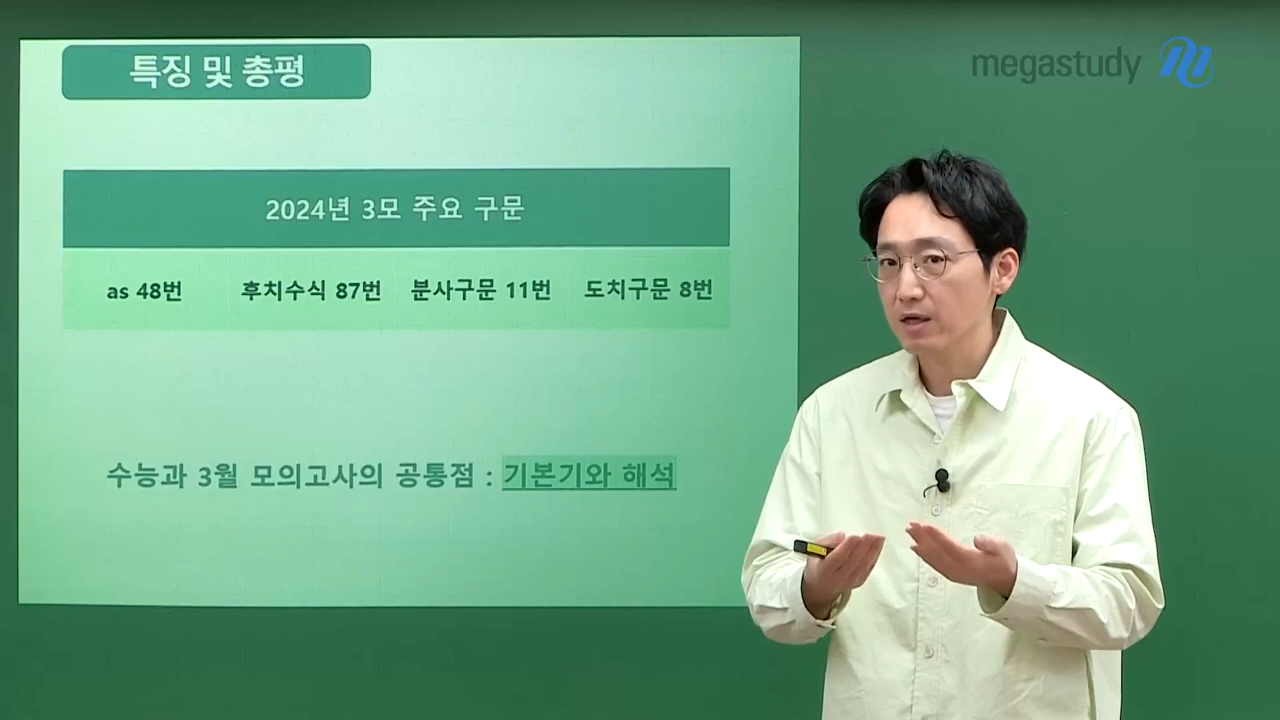 특징 및 총평
megastudy
2024년 3모 주요 구문
as 48번 후치수식 87번 분사구문 11번 도치구문 8번
수능과 3월 모의고사의 공통점 : 기본기와 해석